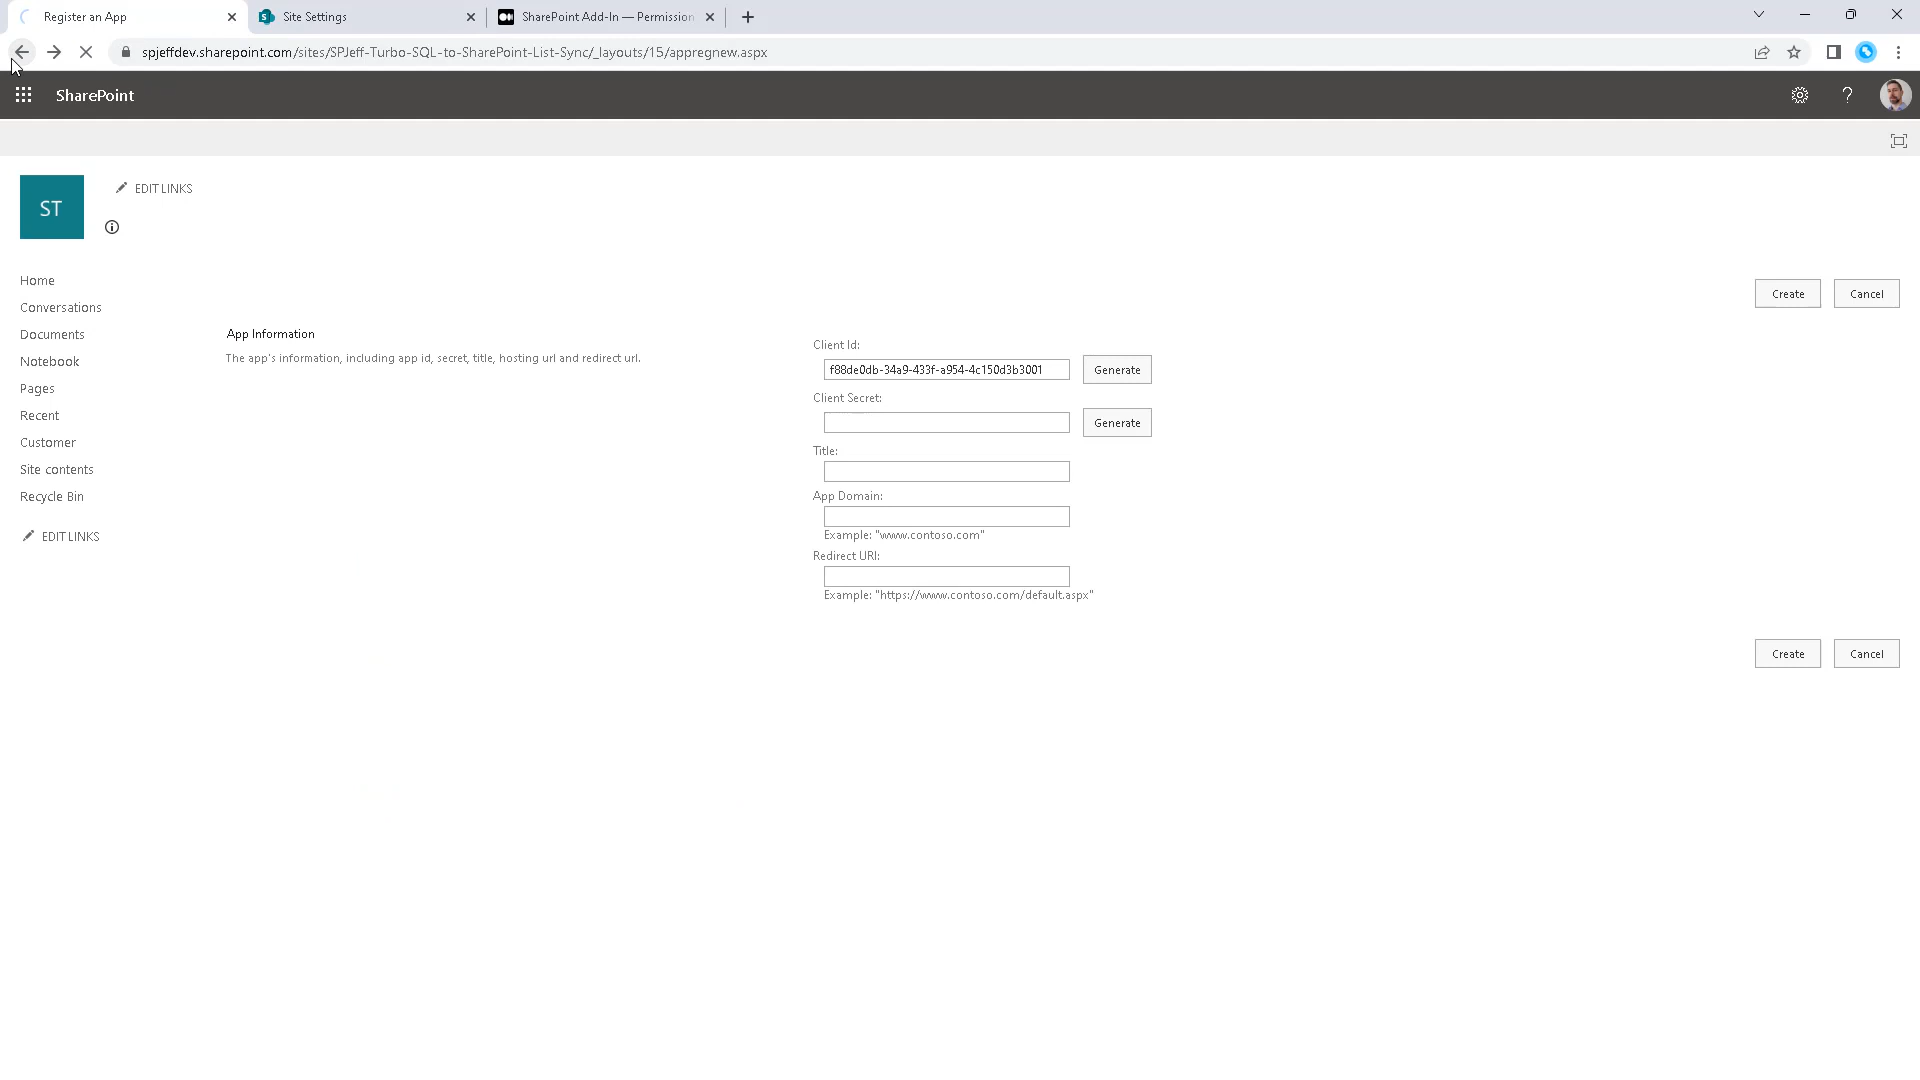 Register an App
Site Settings
SharePoint Add-In — Permission
spjeffdev.sharepoint.com/sites/SPJeff-Turbo-SQL-to-SharePoint-List-Sync/_layouts/15/appregnew.aspx
SharePoint
ST
EDIT LINKS
Home
Conversations
Documents
Notebook
Pages
Recent
Customer
Site contents
Recycle Bin
EDIT LINKS
Create
Cancel
App Information
The app's information, including app id, secret, title, hosting url and redirect url.
Client Id:
f88de0db-34a9-433f-a954-4c150d3b3001
Generate
Client Secret:
Generate
Title:
App Domain:
Example: "www.contoso.com"
Redirect URI:
Example: "https://www.contoso.com/default.aspx"
Create
Cancel